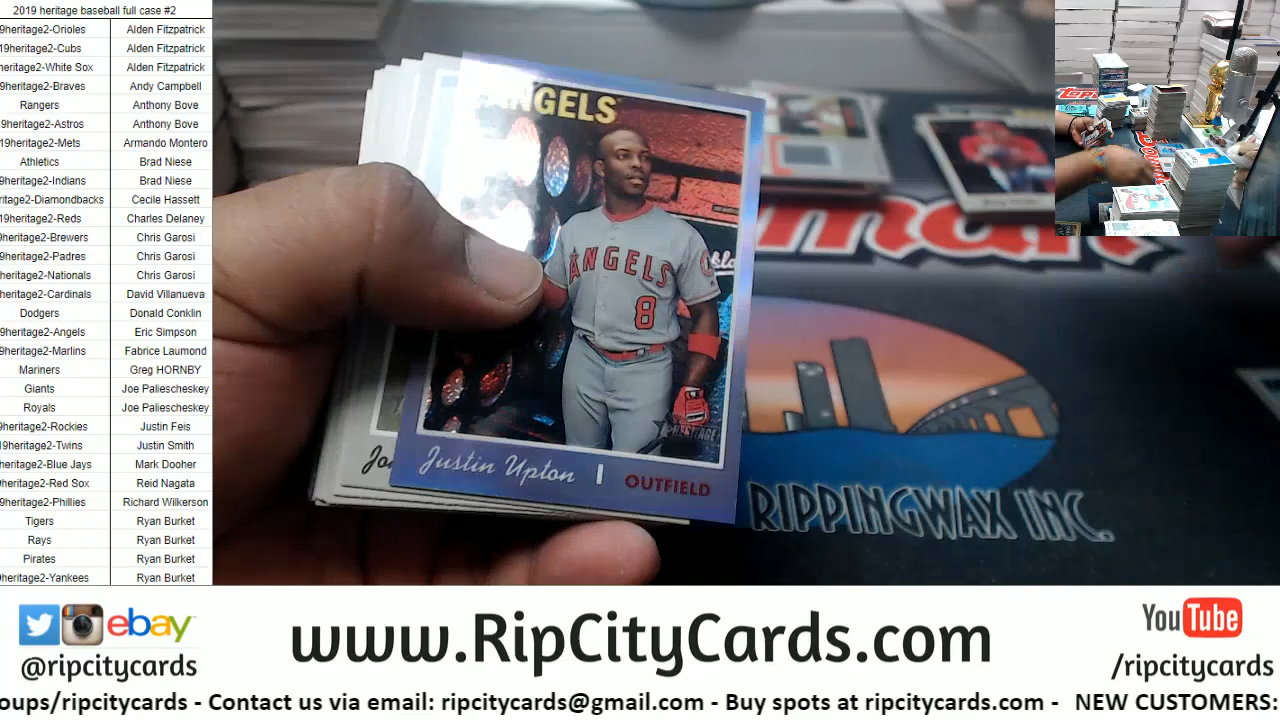 2019 heritage baseball full case #2
9heritage2-Orioles Alden Fitzpatrick
19heritage2-Cubs Alden Fitzpatrick
heritage2-White Sox Alden Fitzpatrick
9heritage2-Braves Andy Campbell
Rangers Anthony Bove
9heritage2-Astros Anthony Bove
19heritage2-Mets Armando Montero
Athletics Brad Niese
9heritage2-Indians Brad Niese
heritage2-Diamondbacks Cecile Hassett
19heritage2-Reds Charles Delaney
9heritage2-Brewers Chris Garosi
9heritage2-Padres Chris Garosi
heritage2-Nationals Chris Garosi
heritage2-Cardinals David Villanueva
Dodgers Donald Conklin
9heritage2-Angels Eric Simpson
9heritage2-Marlins Fabrice Laumond
Mariners Greg HORNBY
Giants Joe Paliescheskey
Royals Joe Paliescheskey
9heritage2-Rockies Justin Feis
19heritage2-Twins Justin Smith
heritage2-Blue Jays Mark Dooher
9heritage2-Red Sox Reid Nagata
9heritage2-Phillies Richard Wilkerson
Tigers Ryan Burket
Rays Ryan Burket
Pirates Ryan Burket
9heritage2-Yankees Ryan Burket
ANGELS
ANGELS
8
HERITAGE
Justin Upton | OUTFIELD
Jo
RIPPINGWAX INC.
ebay
@ripcitycards
www.RipCityCards.com
YouTube
/ripcitycards
oups/ripcitycards - Contact us via email: ripcitycards@gmail.com - Buy spots at ripcitycards.com - NEW CUSTOMERS: